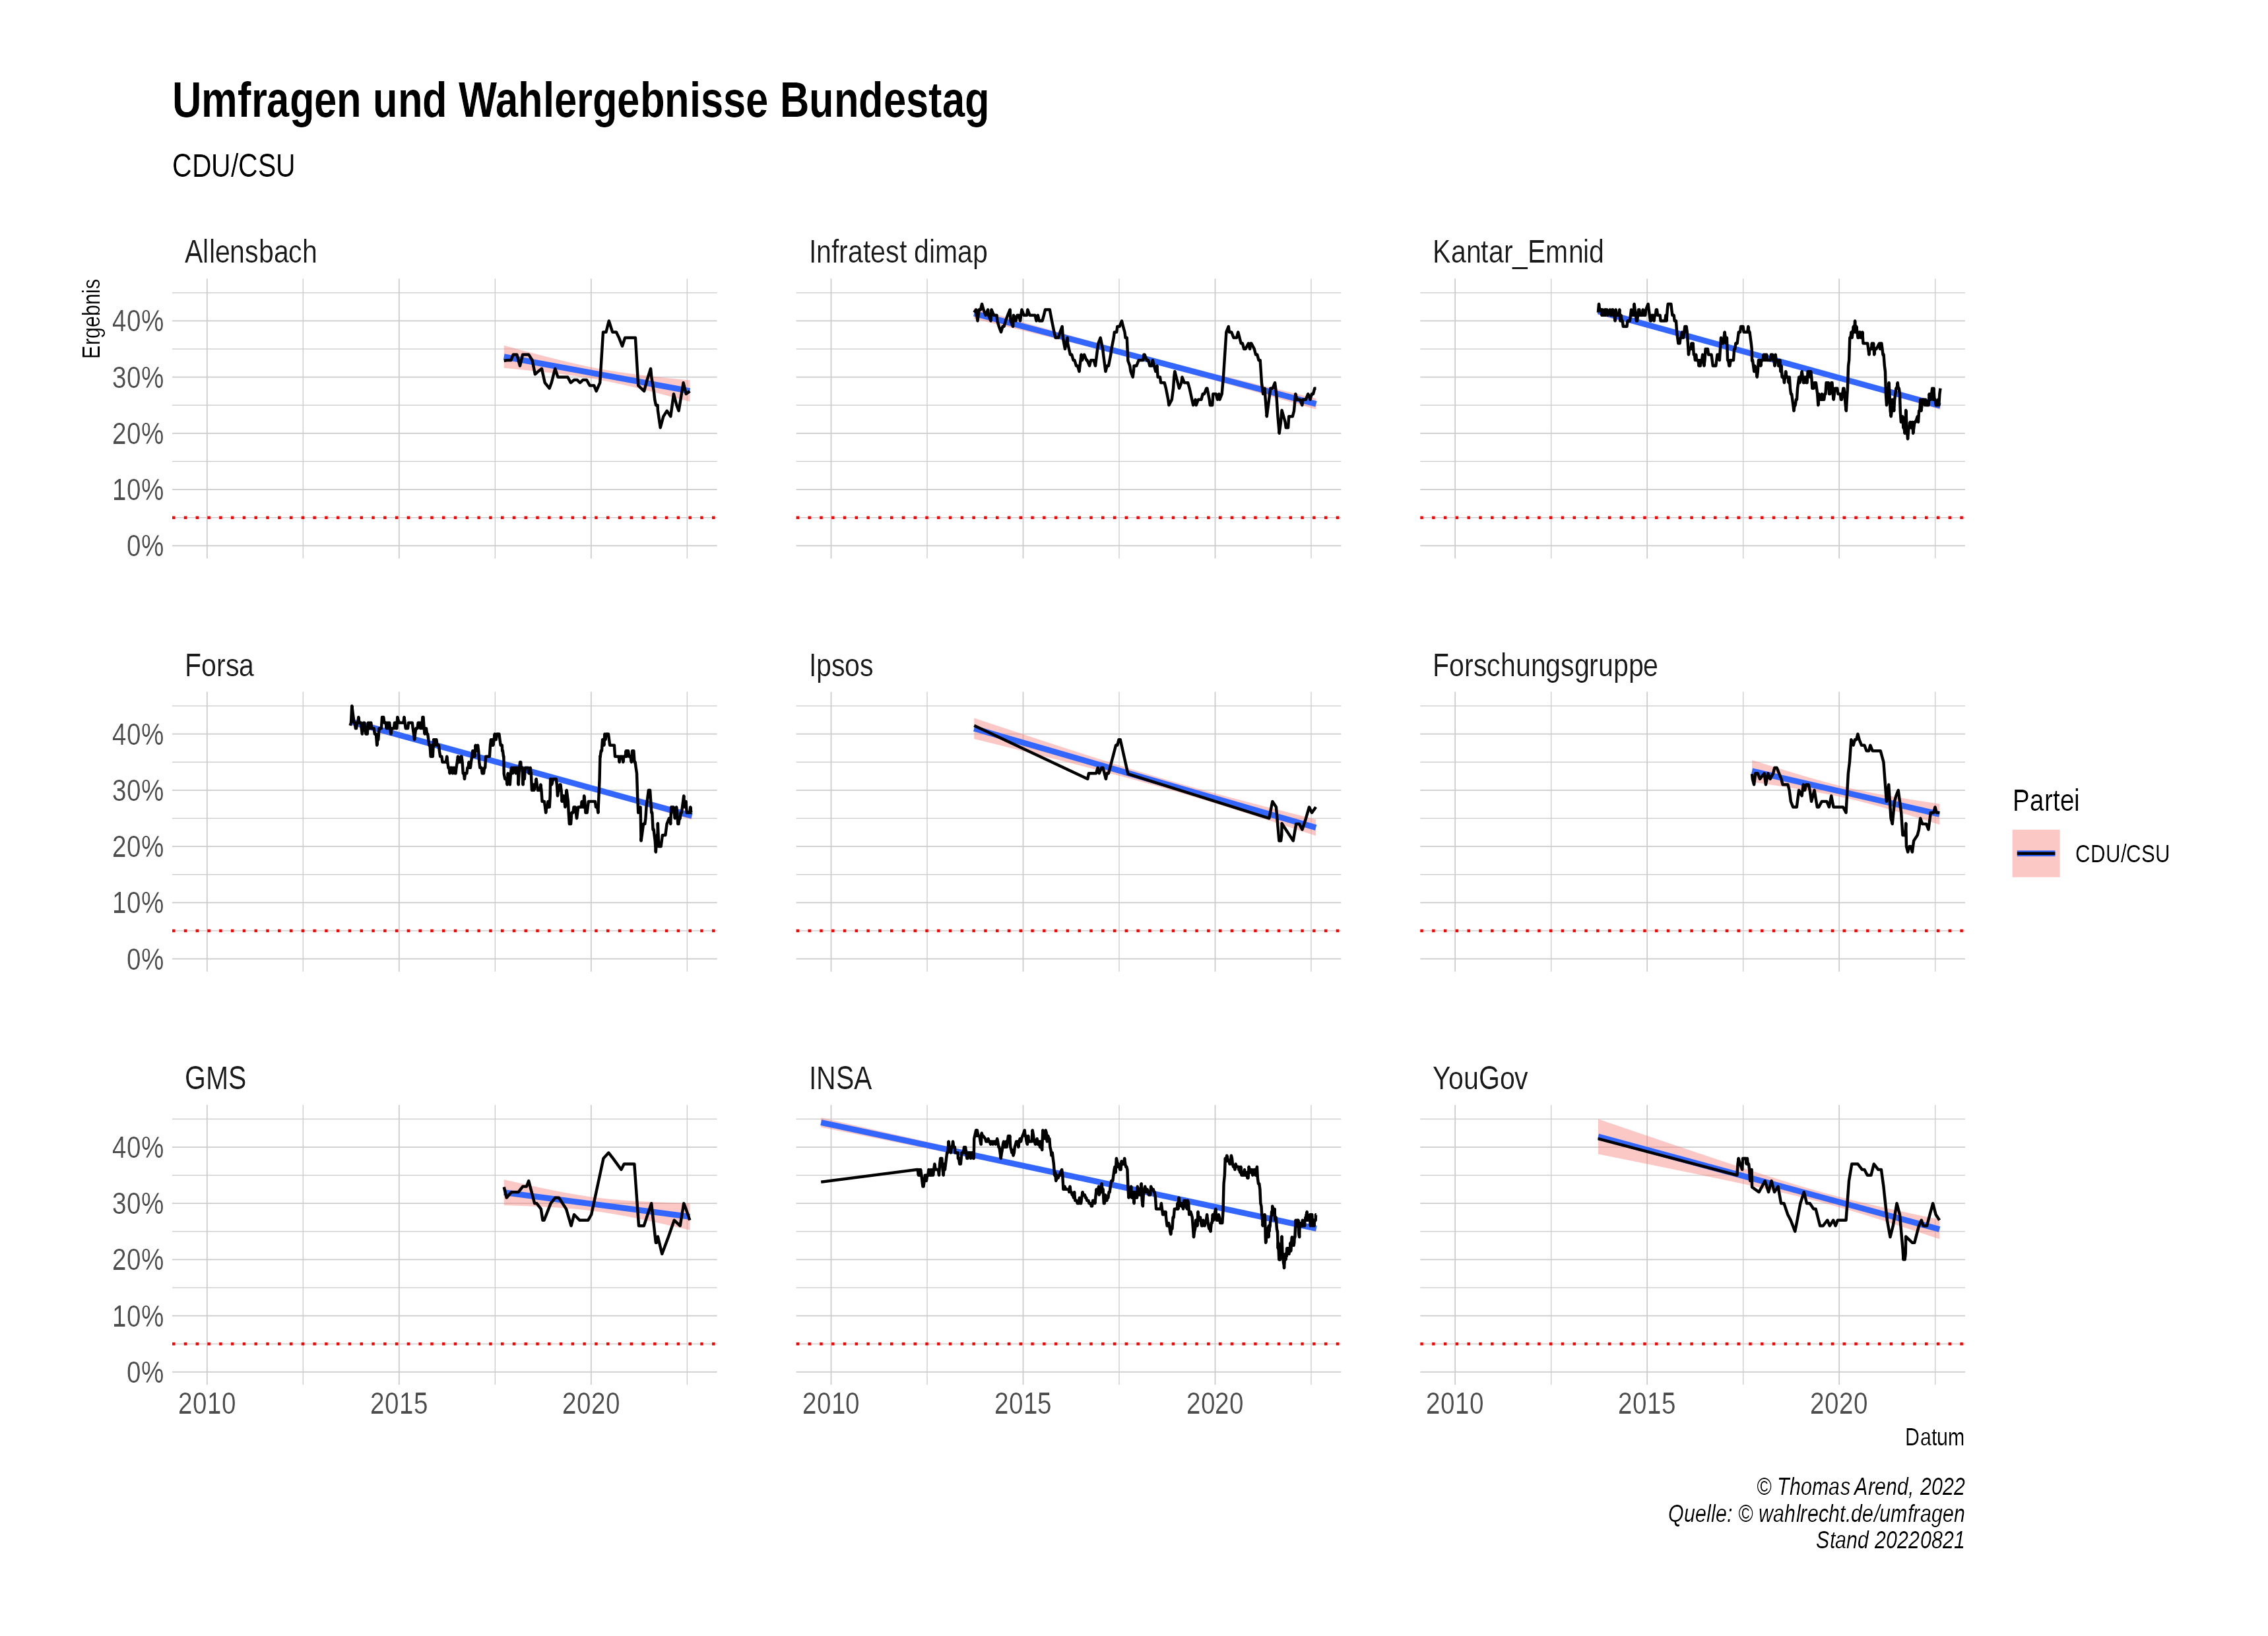 Umfragen und Wahlergebnisse Bundestag
CDU/CSU
Allensbach
Infratest dimap
Kantar_Emnid
Ergebnis
40%
30%
20%
10%
0%
Forsa
Ipsos
Forschungsgruppe
40%
30%
20%
10%
0%
Partei
CDU/CSU
GMS
INSA
YouGov
40%
30%
20%
10%
0%
2010 2015 2020 2010 2015 2020 2010 2015 2020
Datum
© Thomas Arend, 2022
Quelle: © wahlrecht.de/umfragen
Stand 20220821